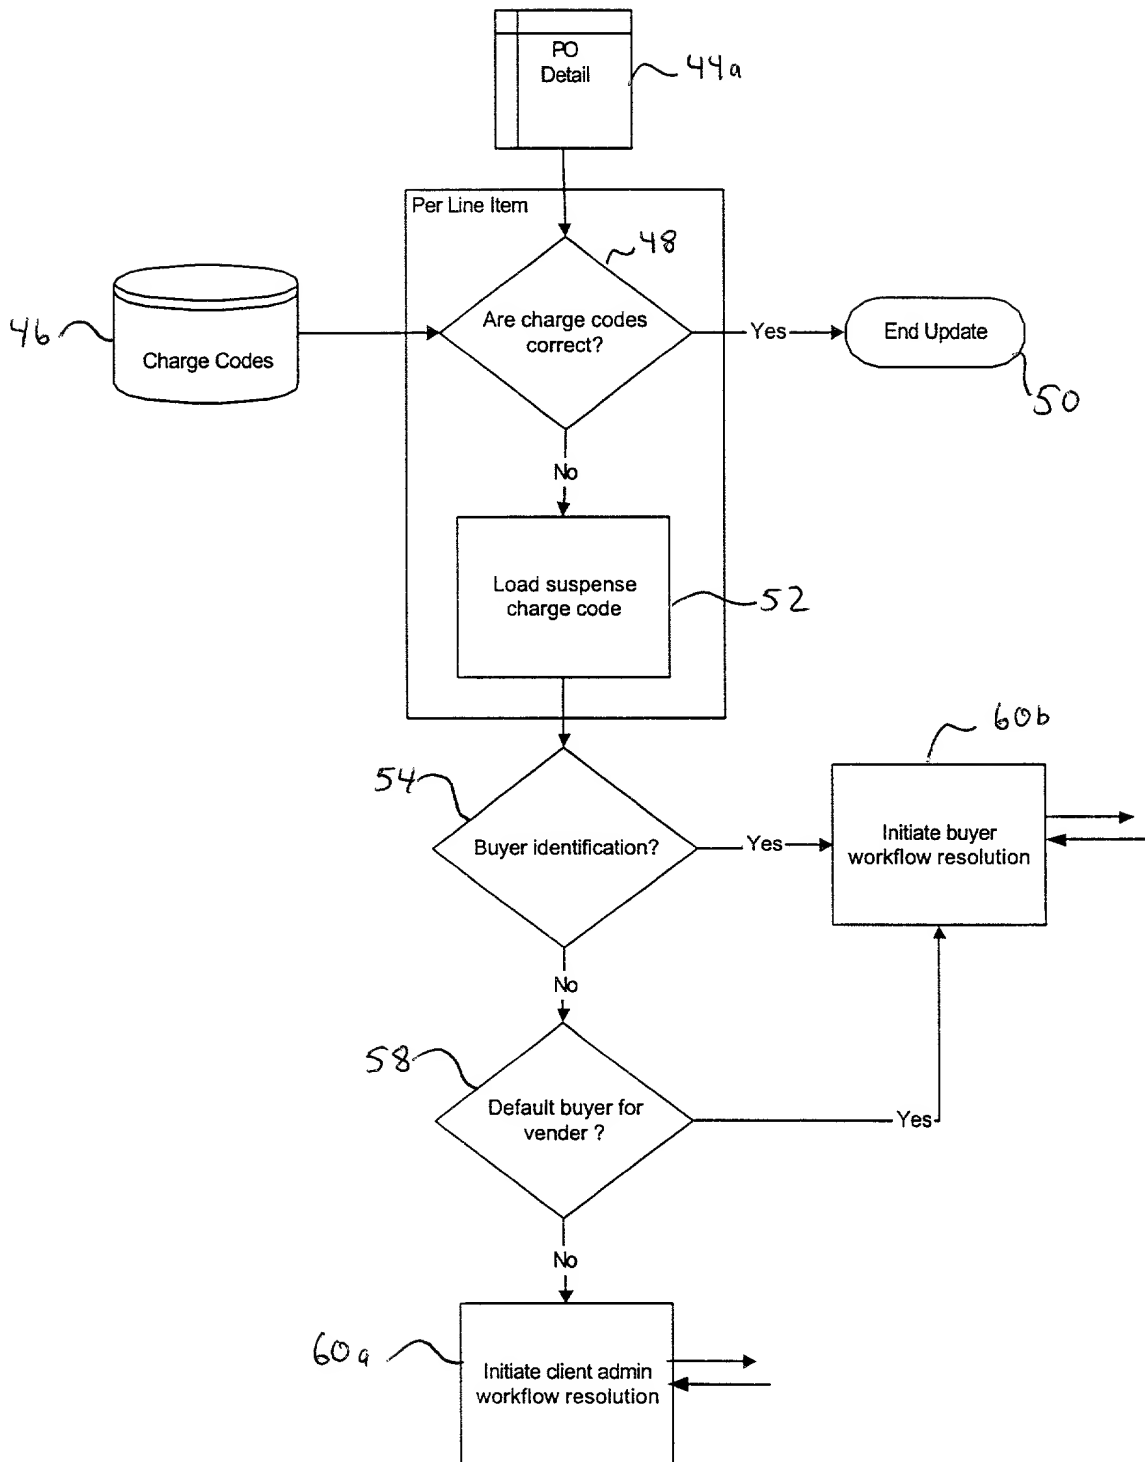 PO
Detail
44a
Per Line Item
48
46
Charge Codes
Are charge codes
correct?
Yes
End Update
50
No
Load suspense
charge code
52
54
Buyer identification?
Yes
60b
Initiate buyer
workflow resolution
No
58
Default buyer for
vender ?
Yes
No
60a
Initiate client admin
workflow resolution